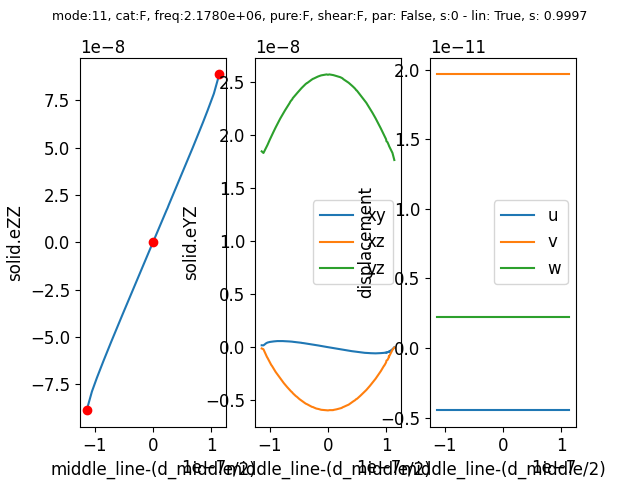 mode:11, cat:F, freq:2.1780e+06, pure:F, shear:F, par: False, s:0 - lin: True, s: 0.9997
1e−8
1e−8
1e−11
7.5
5.0
2.5
0.0
−2.5
−5.0
−7.5
solid.eZZ
−1
0
1
1e−7
middle_line-(d_middle/2)
2.5
2.0
1.5
1.0
0.5
0.0
−0.5
solid.eYZ
xy
xz
yz
−1
0
1
1e−7
middle_line-(d_middle/2)
2.0
1.5
1.0
0.5
0.0
−0.5
displacement
u
v
w
−1
0
1
1e−7
middle_line-(d_middle/2)